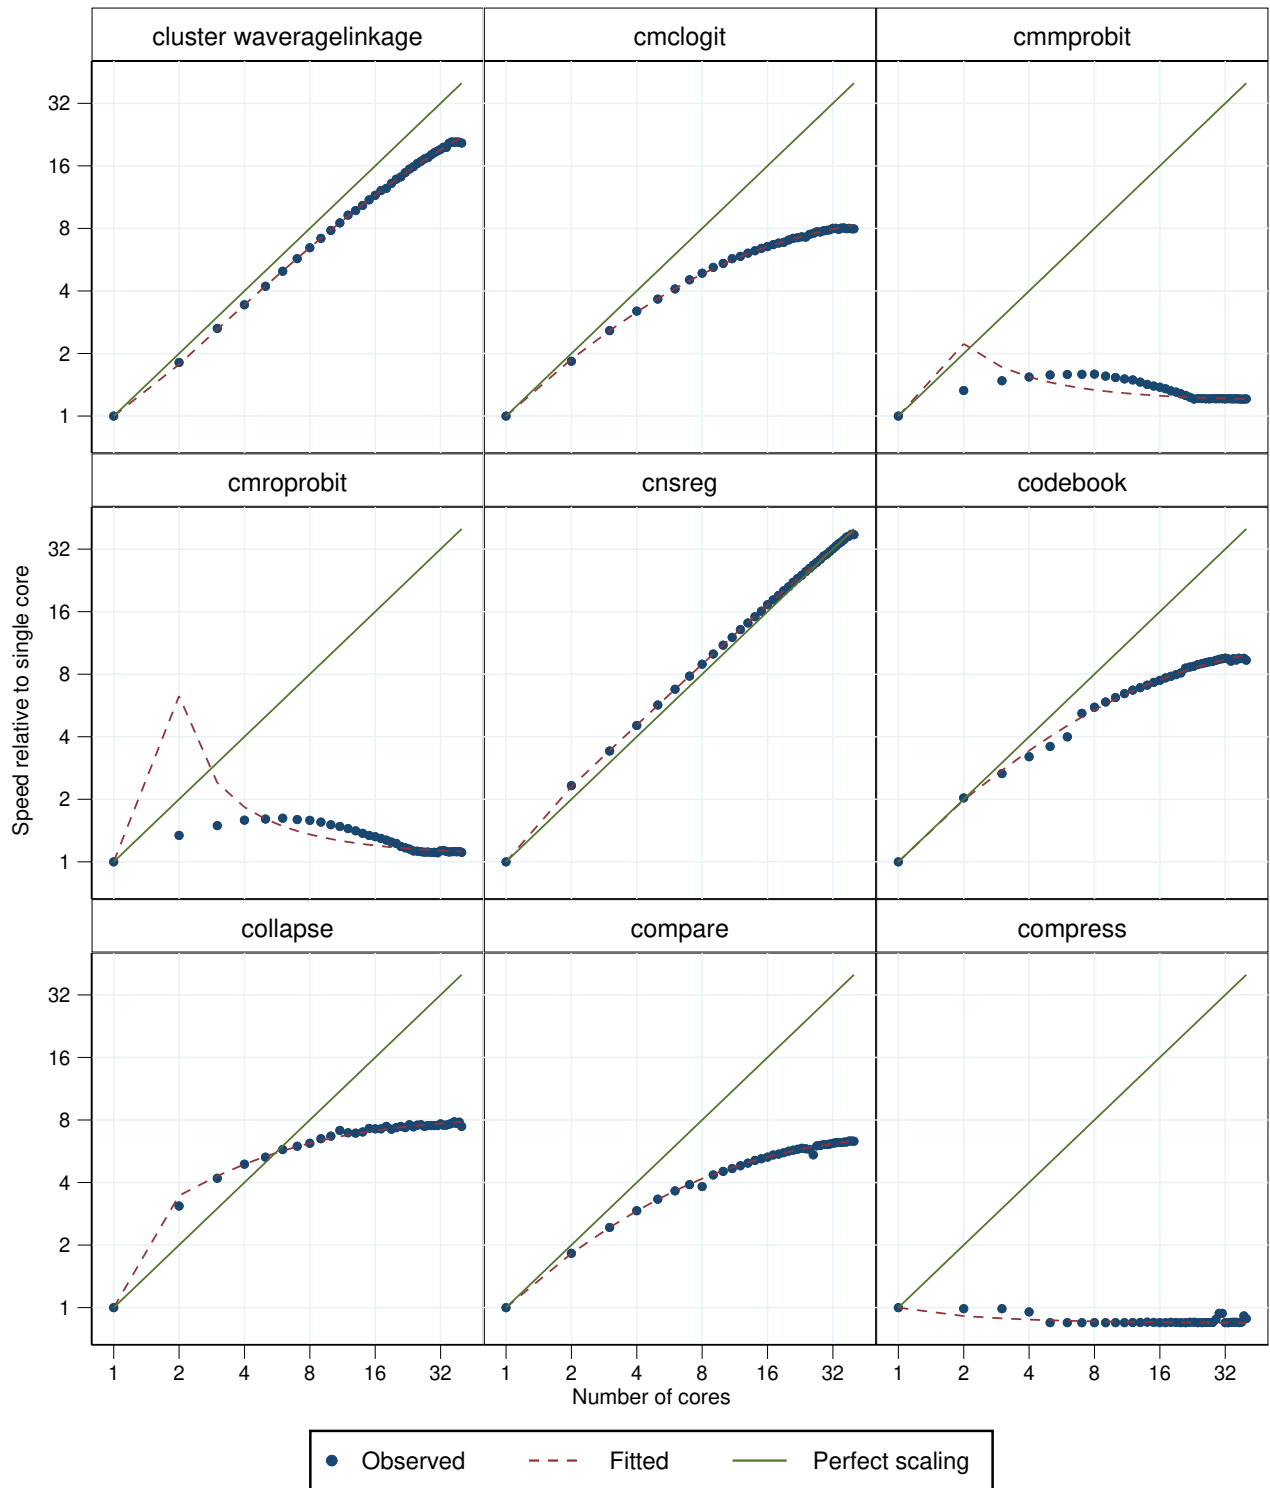 cluster waveragelinkage
cmclogit
cmmprobit
32
16
8
4
2
1
cmroprobit
cnsreg
codebook
32
16
8
4
2
1
Speed relative to single core
collapse
compare
compress
32
16
8
4
2
1
1 2 4 8 16 32
1 2 4 8 16 32
1 2 4 8 16 32
Number of cores
Observed
Fitted
Perfect scaling